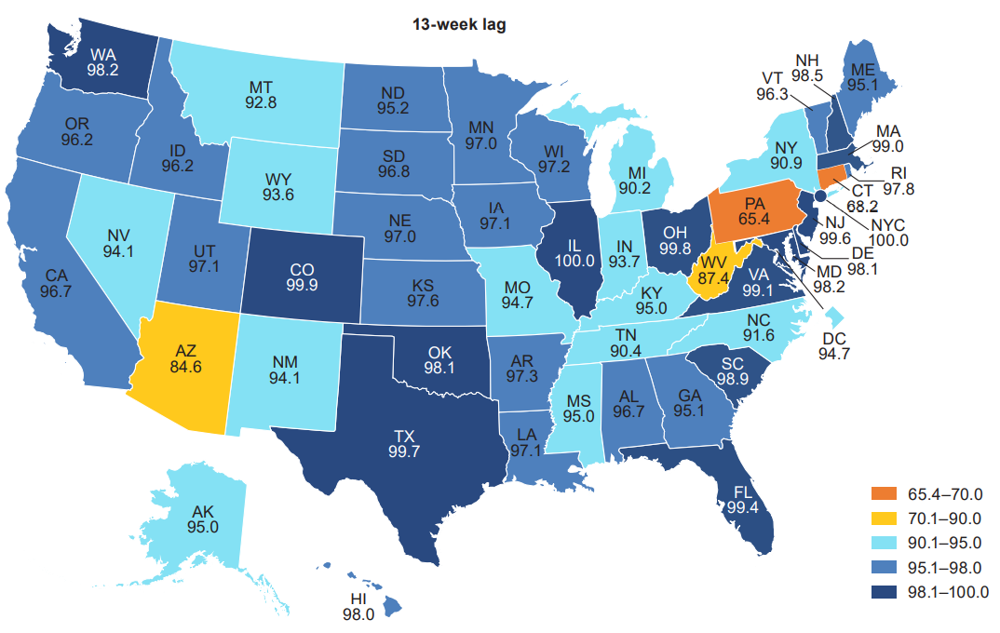 13-week lag
WA
98.2
MT
92.8
ND
95.2
MN
97.0
NH
98.5
VT
96.3
ME
95.1
OR
96.2
ID
96.2
SD
96.8
WI
97.2
MI
90.2
NY
90.9
MA
99.0
RI
97.8
CT
68.2
NYC
100.0
WY
93.6
IA
97.1
NE
97.0
PA
65.4
NJ
99.6
DE
98.1
MD
98.2
NV
94.1
UT
97.1
CO
99.9
IL
100.0
IN
93.7
OH
99.8
WV
87.4
VA
99.1
CA
96.7
KS
97.6
MO
94.7
KY
95.0
NC
91.6
DC
94.7
TN
90.4
AZ
84.6
NM
94.1
OK
98.1
AR
97.3
SC
98.9
MS
95.0
AL
96.7
GA
95.1
TX
99.7
LA
97.1
FL
99.4
AK
95.0
HI
98.0
65.4–70.0
70.1–90.0
90.1–95.0
95.1–98.0
98.1–100.0